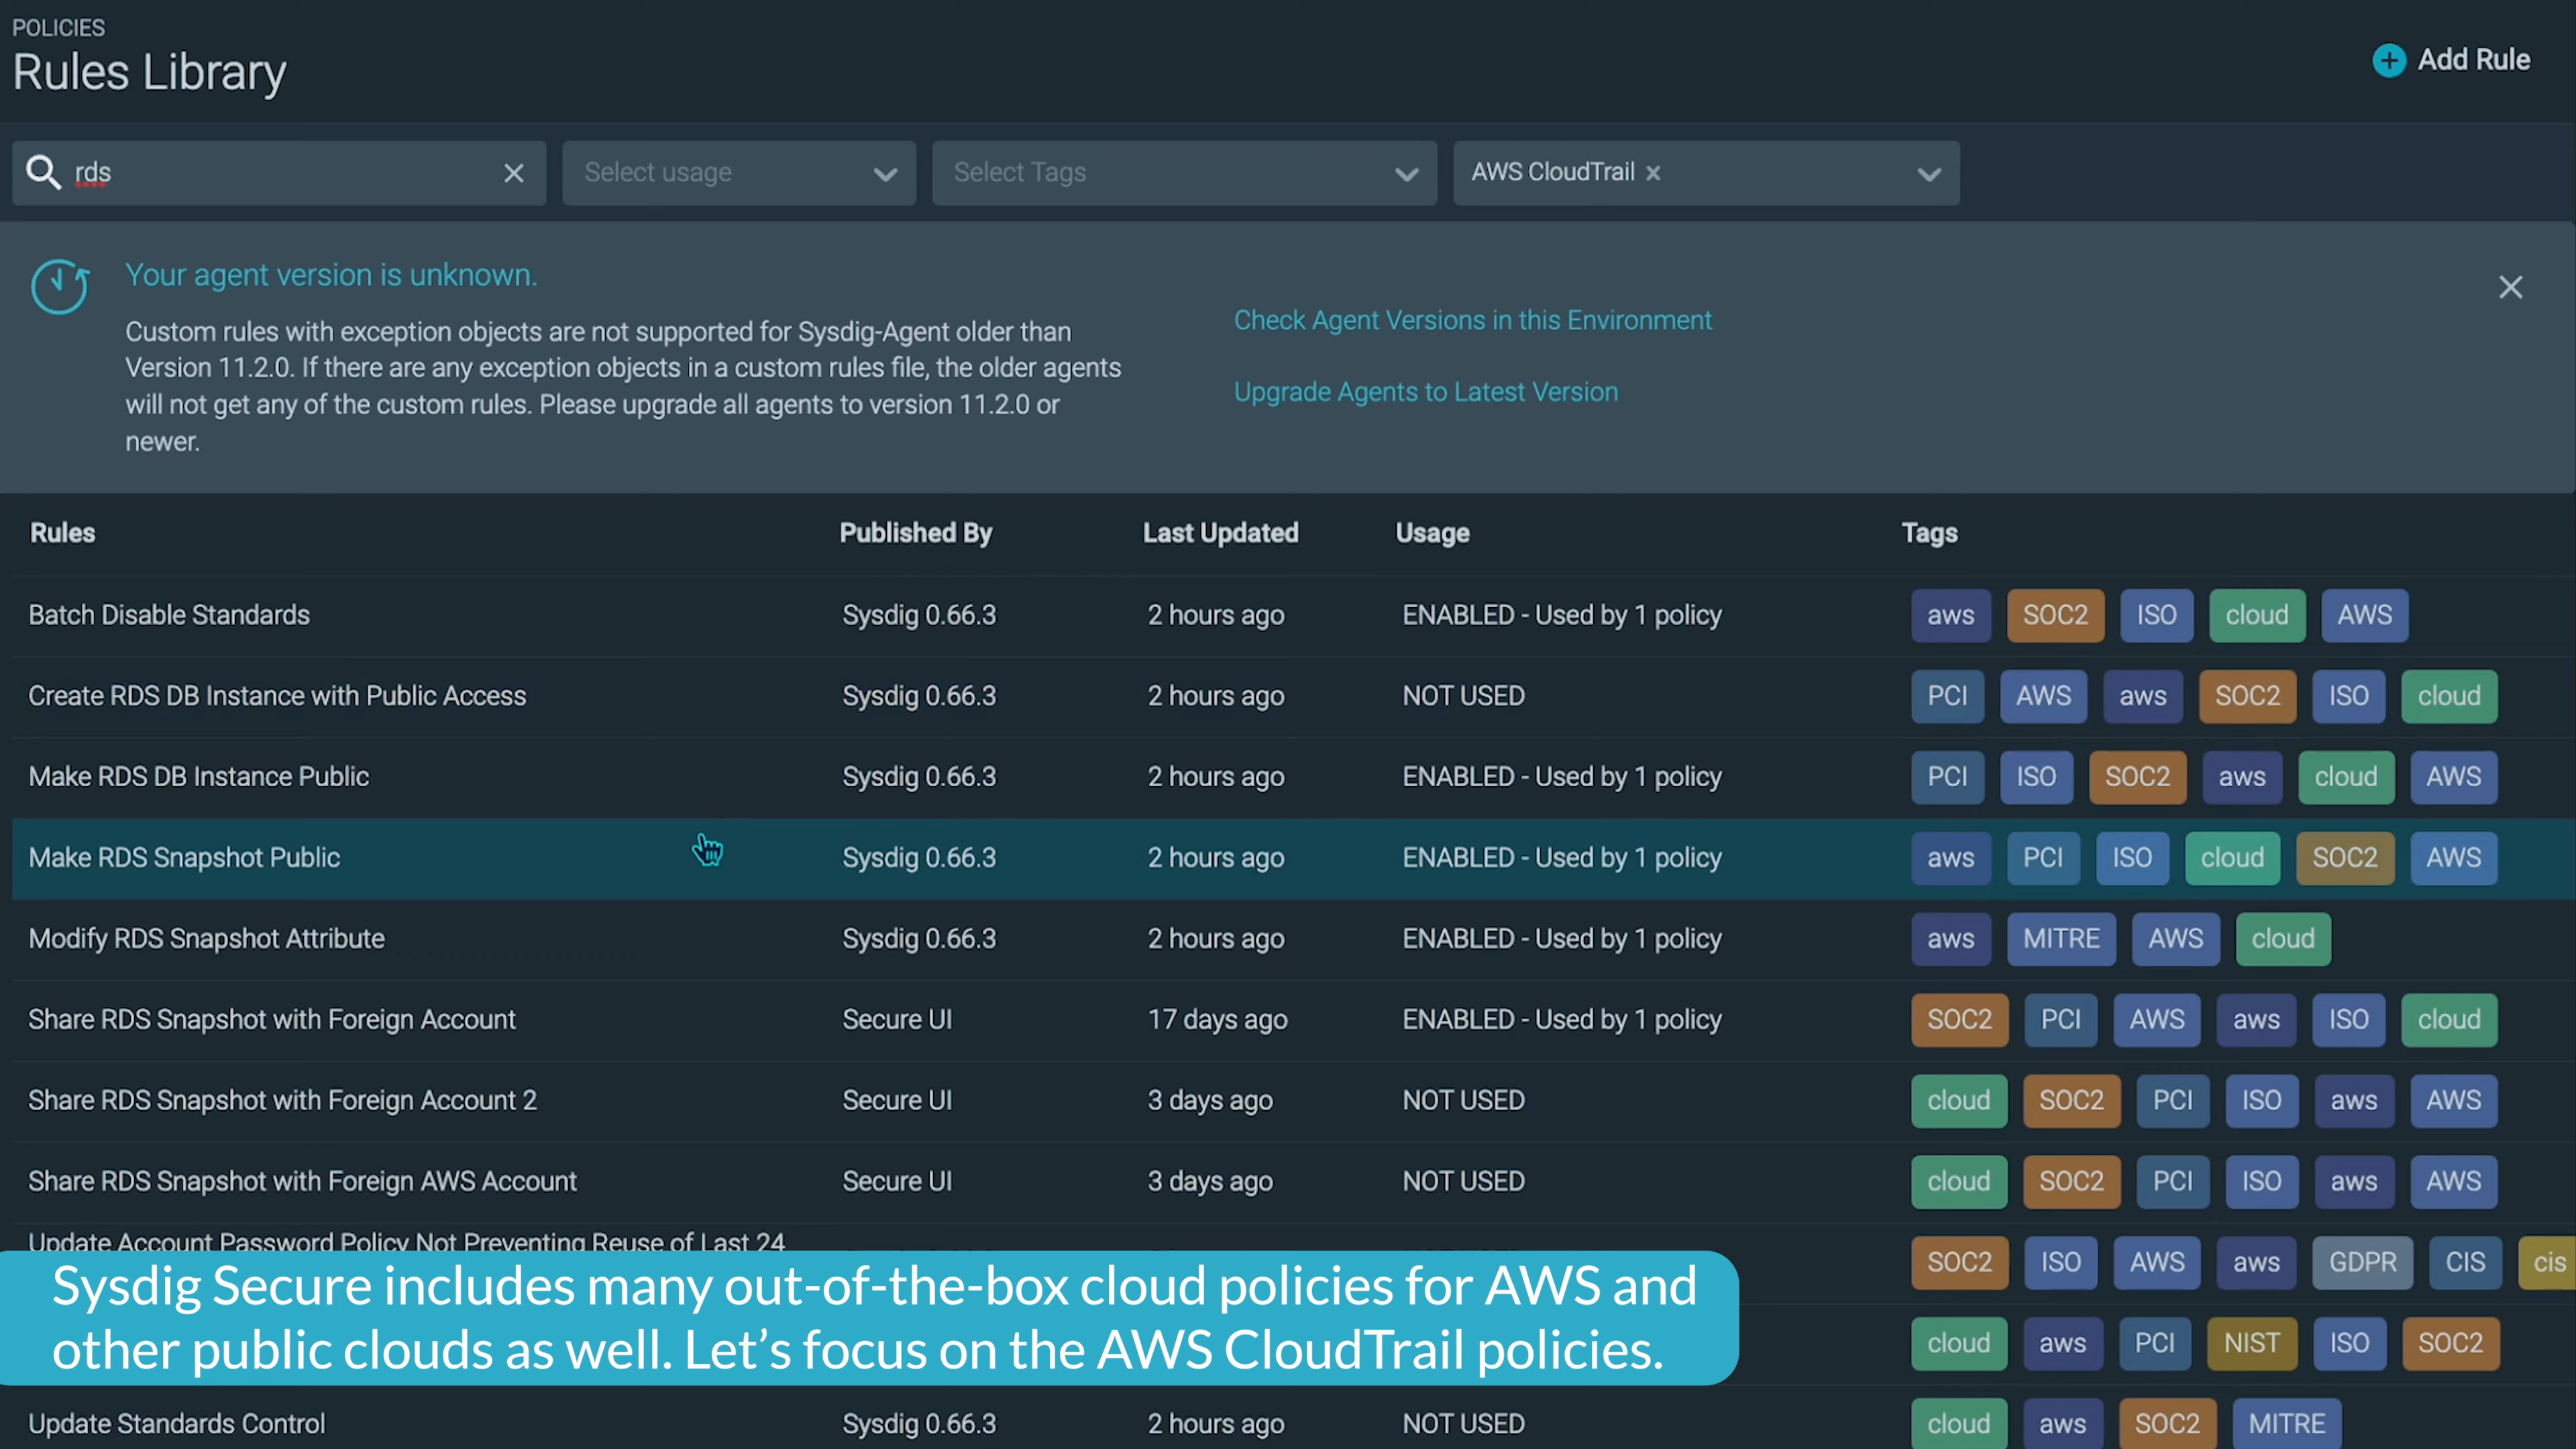 POLICIES
Rules Library
Add Rule
rds
Select usage
Select Tags
AWS CloudTrail
Your agent version is unknown.
Custom rules with exception objects are not supported for Sysdig-Agent older than
Version 11.2.0. If there are any exception objects in a custom rules file, the older agents
will not get any of the custom rules. Please upgrade all agents to version 11.2.0 or
newer.
Check Agent Versions in this Environment
Upgrade Agents to Latest Version
Rules Published By Last Updated Usage Tags
Batch Disable Standards Sysdig 0.66.3 2 hours ago ENABLED - Used by 1 policy aws SOC2 ISO cloud AWS
Create RDS DB Instance with Public Access Sysdig 0.66.3 2 hours ago NOT USED PCI AWS aws SOC2 ISO cloud
Make RDS DB Instance Public Sysdig 0.66.3 2 hours ago ENABLED - Used by 1 policy PCI ISO SOC2 aws cloud AWS
Make RDS Snapshot Public Sysdig 0.66.3 2 hours ago ENABLED - Used by 1 policy aws PCI ISO cloud SOC2 AWS
Modify RDS Snapshot Attribute Sysdig 0.66.3 2 hours ago ENABLED - Used by 1 policy aws MITRE AWS cloud
Share RDS Snapshot with Foreign Account Secure UI 17 days ago ENABLED - Used by 1 policy SOC2 PCI AWS aws ISO cloud
Share RDS Snapshot with Foreign Account 2 Secure UI 3 days ago NOT USED cloud SOC2 PCI ISO aws AWS
Share RDS Snapshot with Foreign AWS Account Secure UI 3 days ago NOT USED cloud SOC2 PCI ISO aws AWS
Update Account Password Policy Not Preventing Reuse of Last 24
SOC2 ISO AWS aws GDPR CIS cis
Sysdig Secure includes many out-of-the-box cloud policies for AWS and
other public clouds as well. Let's focus on the AWS CloudTrail policies.
cloud aws PCI NIST ISO SOC2
Update Standards Control Sysdig 0.66.3 2 hours ago NOT USED cloud aws SOC2 MITRE